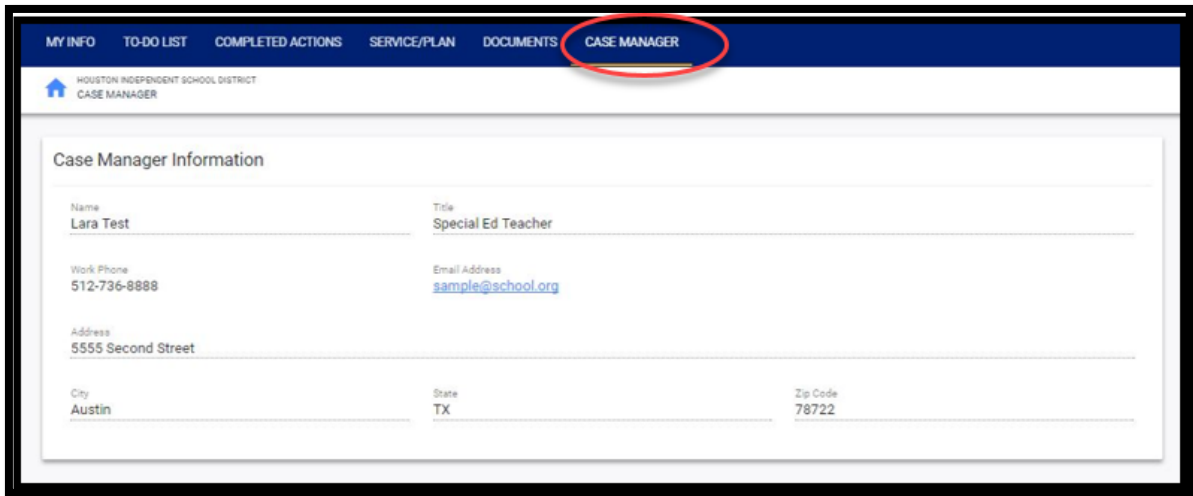 MY INFO TO-DO LIST COMPLETED ACTIONS SERVICE/PLAN DOCUMENTS CASE MANAGER
HOUSTON INDEPENDENT SCHOOL DISTRICT
CASE MANAGER
Case Manager Information
Name Title
Lara Test Special Ed Teacher
Work Phone Email Address
512-736-8888 sample@school.org
Address
5555 Second Street
City State Zip Code
Austin TX 78722